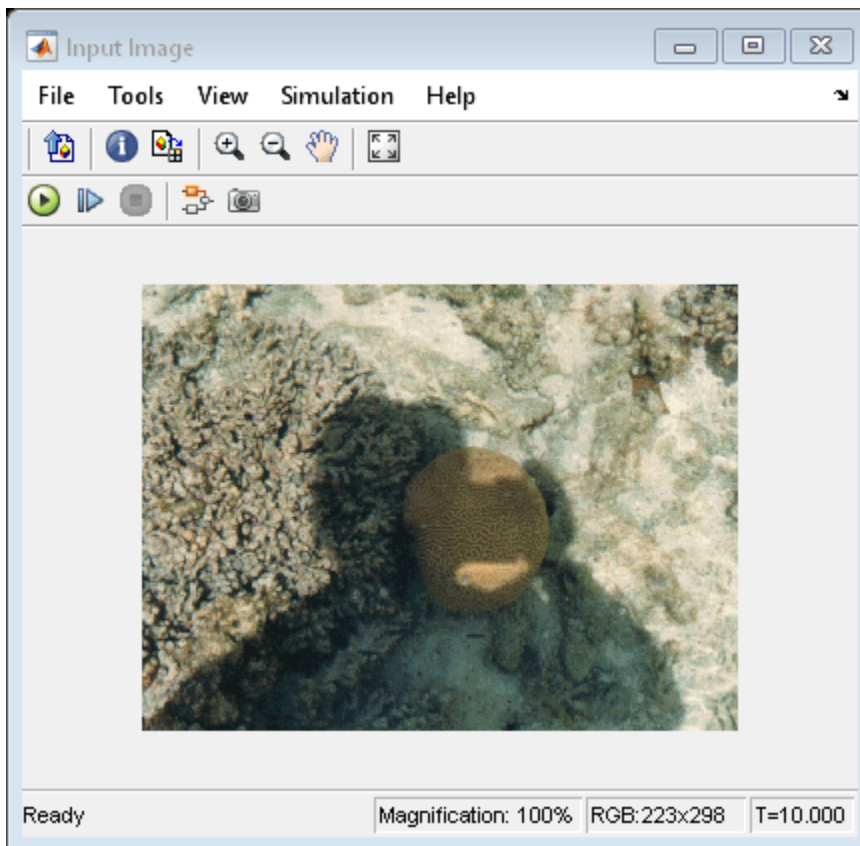 Input Image
File Tools View Simulation Help
Ready Magnification: 100% RGB:223x298 T=10.000